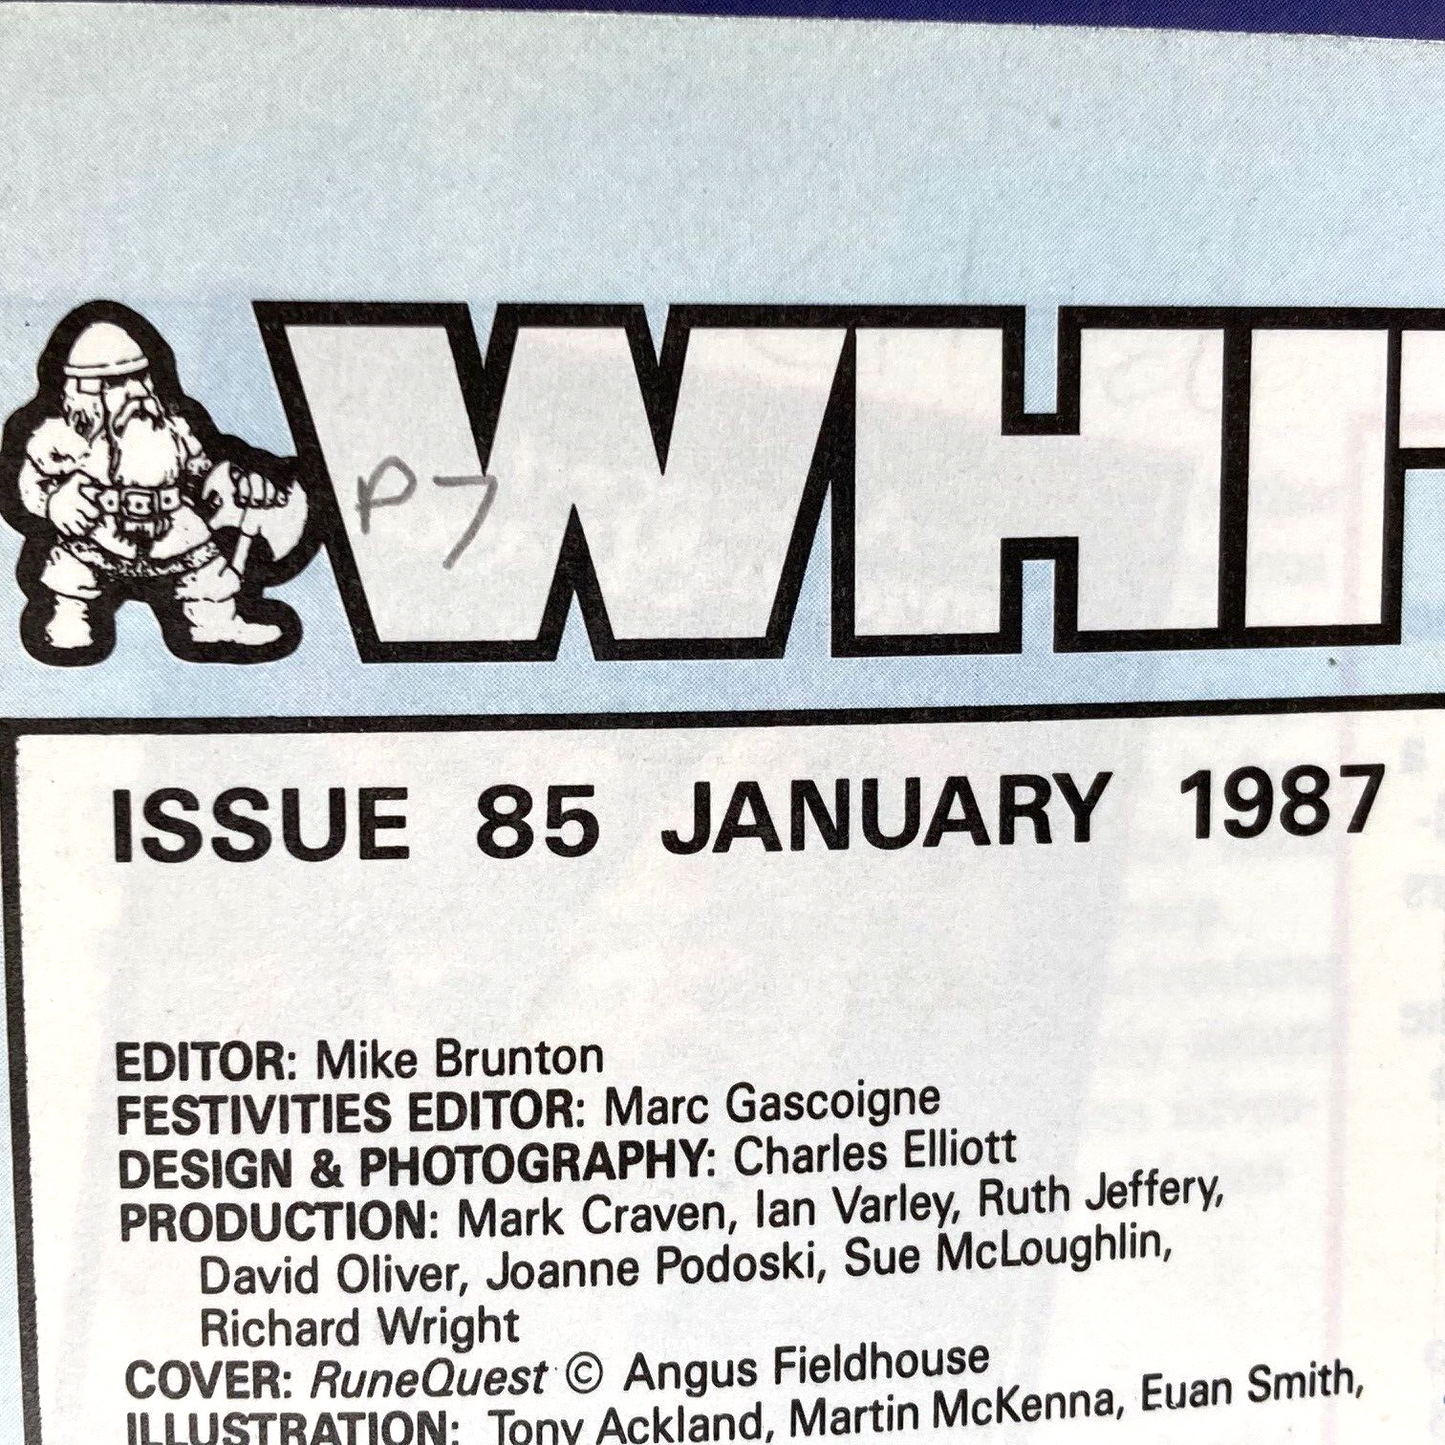 WHIT
P7
ISSUE 85 JANUARY 1987
EDITOR: Mike Brunton
FESTIVITIES EDITOR: Marc Gascoigne
DESIGN & PHOTOGRAPHY: Charles Elliott
PRODUCTION: Mark Craven, Ian Varley, Ruth Jeffery,
David Oliver, Joanne Podoski, Sue McLoughlin,
Richard Wright
COVER: RuneQuest © Angus Fieldhouse
ILLUSTRATION: Tony Ackland, Martin McKenna, Euan Smith,